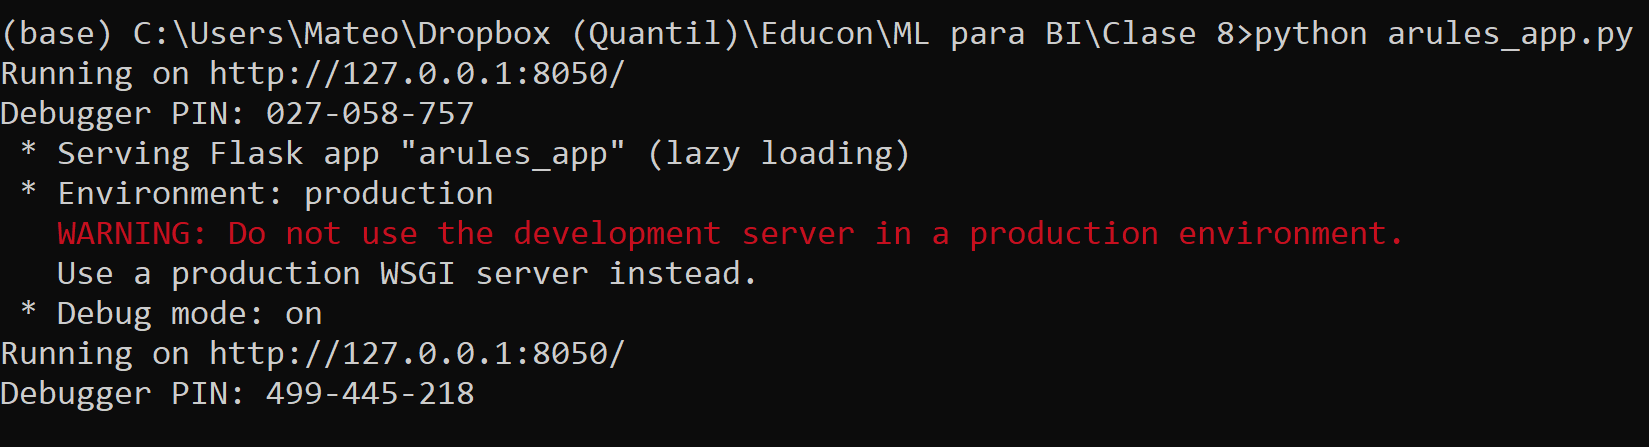 (base) C:\Users\Mateo\Dropbox (Quantil)\Educon\ML para BI\Clase 8>python arules_app.py
Running on http://127.0.0.1:8050/
Debugger PIN: 027-058-757
 * Serving Flask app "arules_app" (lazy loading)
 * Environment: production
   WARNING: Do not use the development server in a production environment.
   Use a production WSGI server instead.
 * Debug mode: on
Running on http://127.0.0.1:8050/
Debugger PIN: 499-445-218